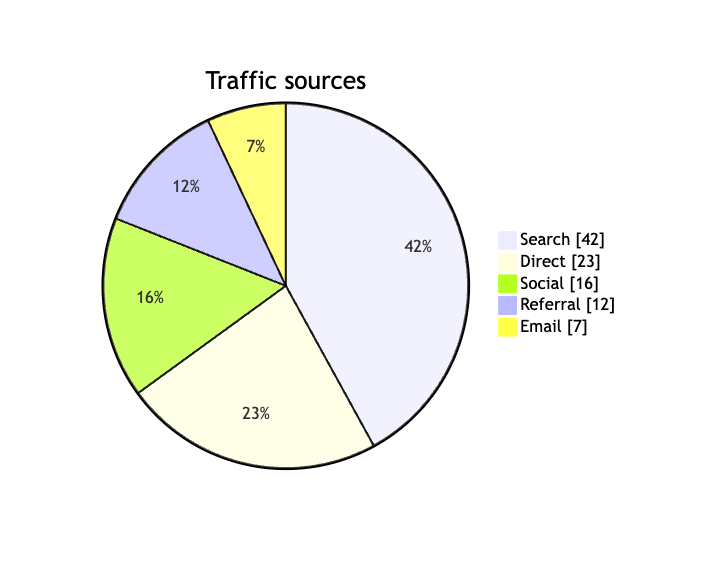 Traffic sources
7%
12%
42%
16%
23%
Search [42]
Direct [23]
Social [16]
Referral [12]
Email [7]